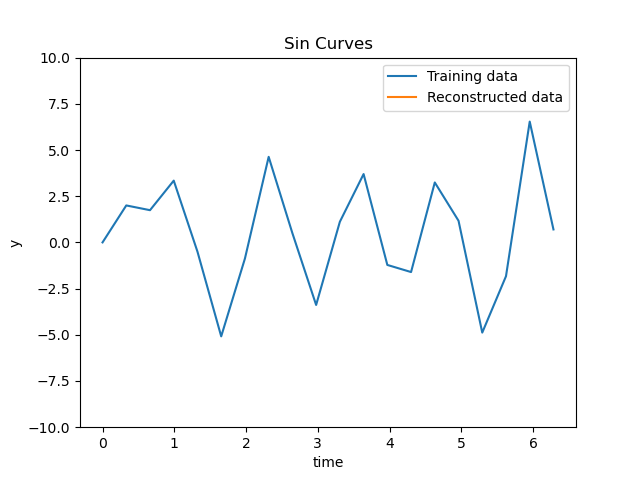 Sin Curves
Training data
Reconstructed data
10.0
7.5
5.0
2.5
0.0
−2.5
−5.0
−7.5
−10.0
y
0 1 2 3 4 5 6
time